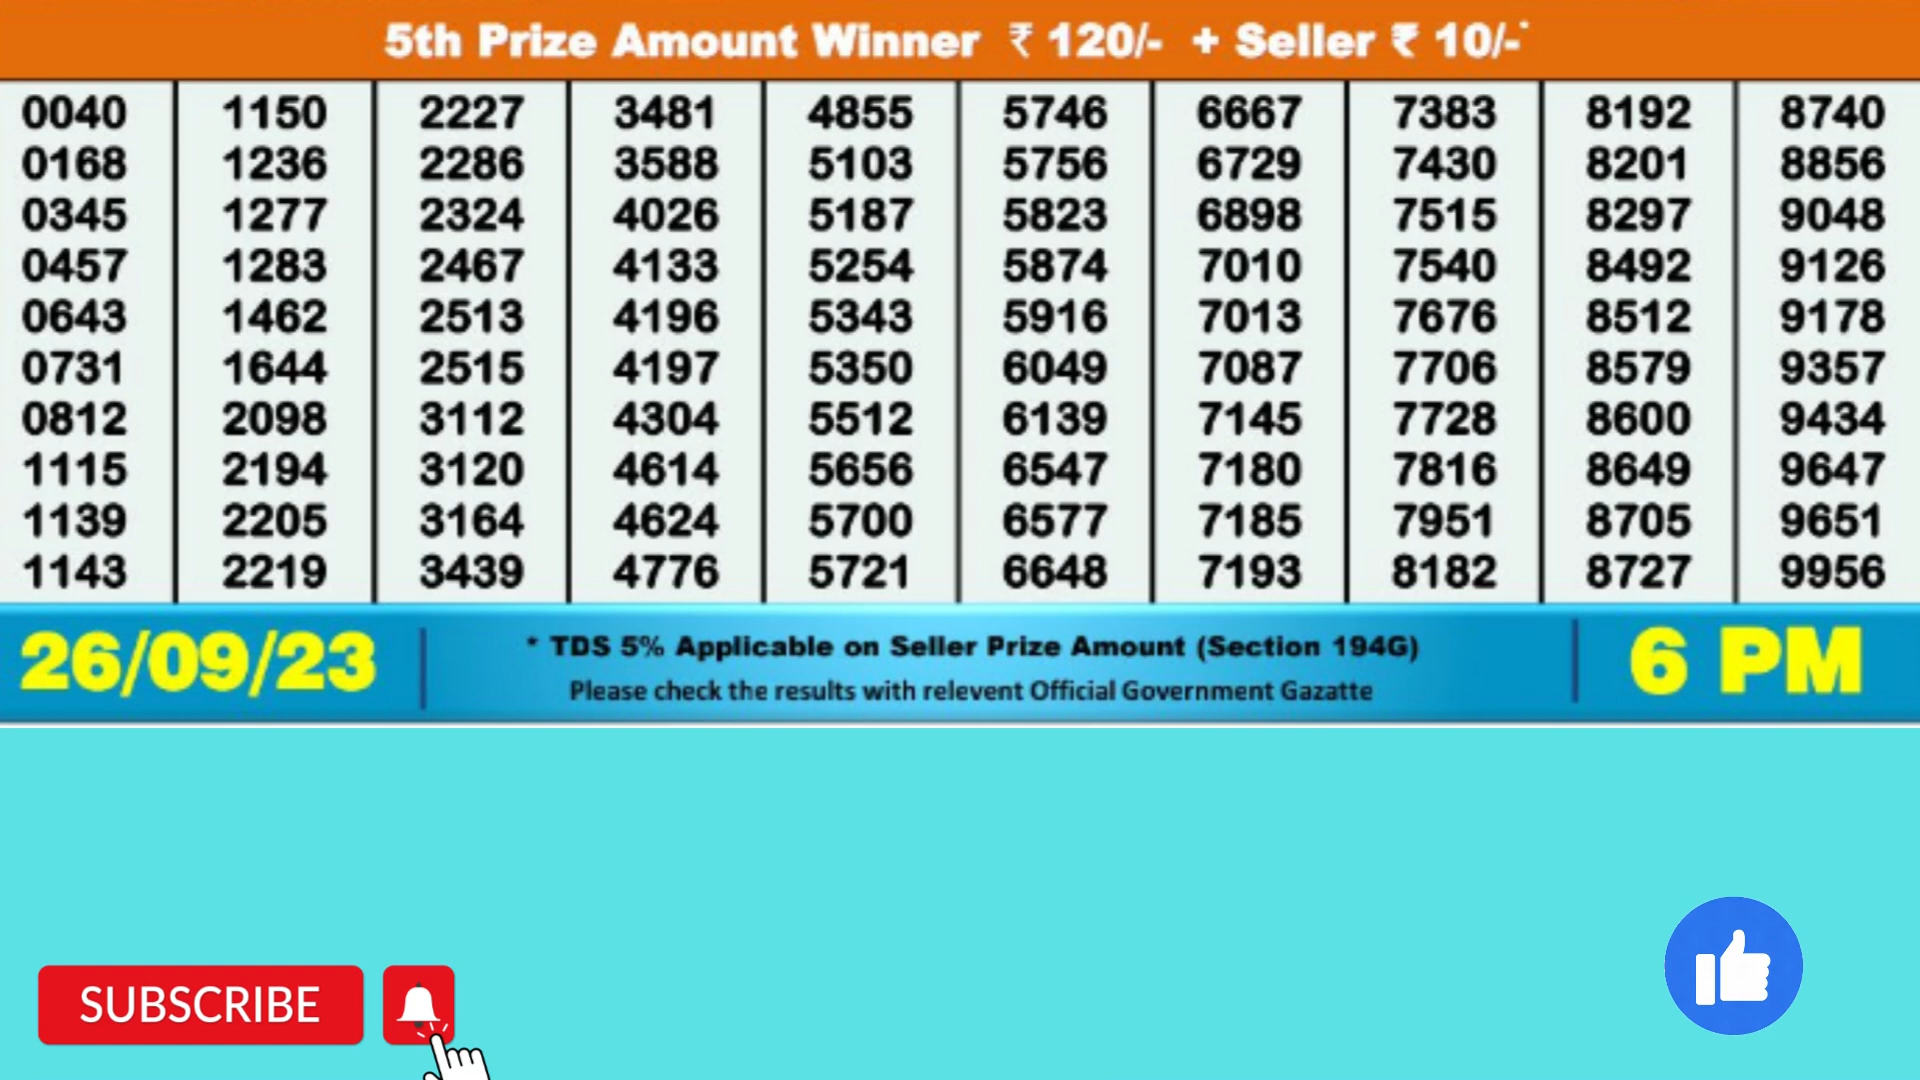 5th Prize Amount Winner ₹ 120/- + Seller ₹ 10/-*
0040 1150 2227 3481 4855 5746 6667 7383 8192 8740
0168 1236 2286 3588 5103 5756 6729 7430 8201 8856
0345 1277 2324 4026 5187 5823 6898 7515 8297 9048
0457 1283 2467 4133 5254 5874 7010 7540 8492 9126
0643 1462 2513 4196 5343 5916 7013 7676 8512 9178
0731 1644 2515 4197 5350 6049 7087 7706 8579 9357
0812 2098 3112 4304 5512 6139 7145 7728 8600 9434
1115 2194 3120 4614 5656 6547 7180 7816 8649 9647
1139 2205 3164 4624 5700 6577 7185 7951 8705 9651
1143 2219 3439 4776 5721 6648 7193 8182 8727 9956
26/09/23
* TDS 5% Applicable on Seller Prize Amount (Section 194G)
Please check the results with relevent Official Government Gazatte
6 PM
SUBSCRIBE